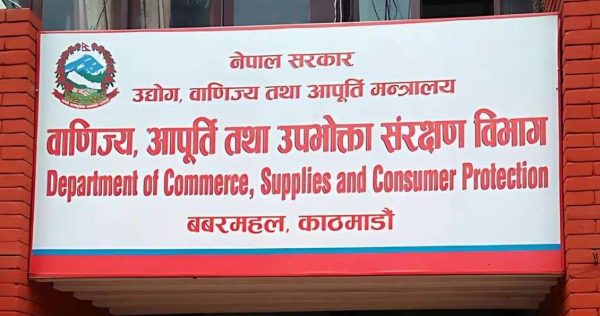 नेपाल सरकार
उद्योग, वाणिज्य तथा आपूर्ति मन्त्रालय
वाणिज्य, आपूर्ति तथा उपभोक्ता संरक्षण विभाग
Department of Commerce, Supplies and Consumer Protection
बबरमहल, काठमाडौं